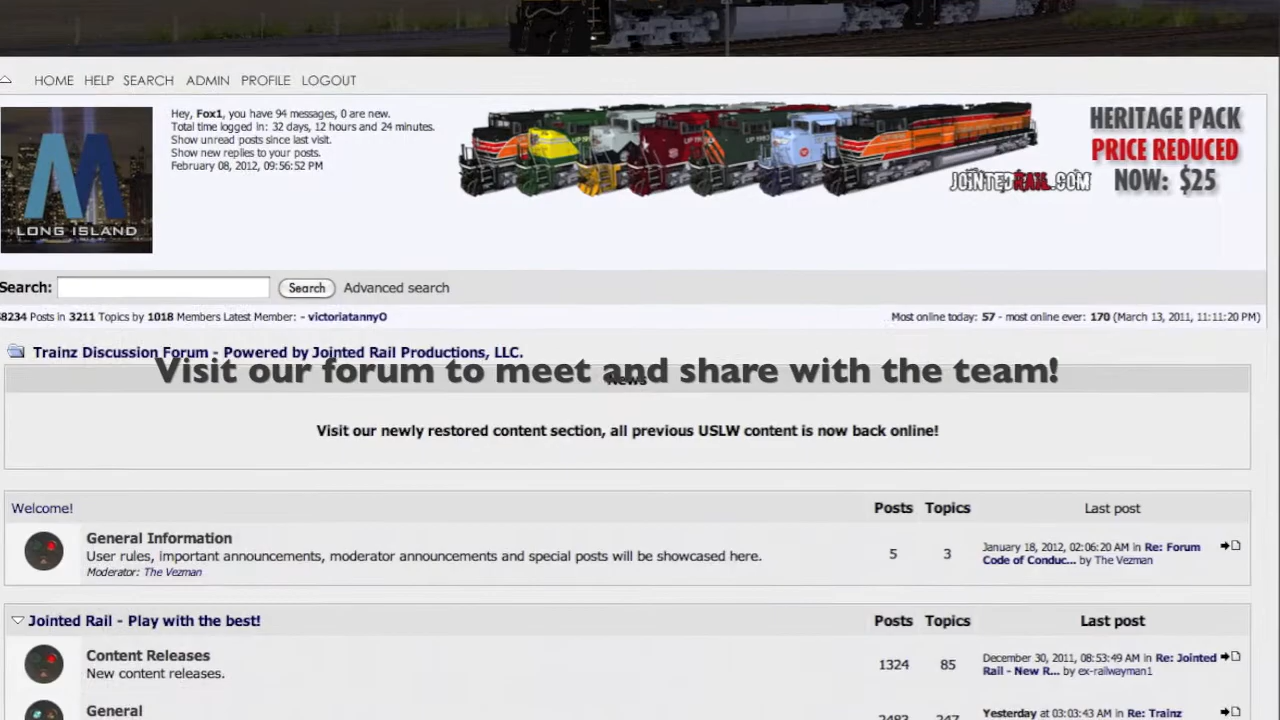 HOME HELP SEARCH ADMIN PROFILE LOGOUT
LONG ISLAND
Hey, Fox1, you have 94 messages, 0 are new.
Total time logged in: 32 days, 12 hours and 24 minutes.
Show unread posts since last visit.
Show new replies to your posts.
February 08, 2012, 09:56:52 PM
JOINTEDRAIL.COM
HERITAGE PACK
PRICE REDUCED
NOW: $25
Search: Search Advanced search
8234 Posts in 3211 Topics by 1018 Members Latest Member: - victoriatannyO
Most online today: 57 - most online ever: 170 (March 13, 2011, 11:11:20 PM)
Trainz Discussion Forum - Powered by Jointed Rail Productions, LLC.
Visit our forum to meet and share with the team!
News
Visit our newly restored content section, all previous USLW content is now back online!
Welcome! Posts Topics Last post
General Information
User rules, important announcements, moderator announcements and special posts will be showcased here.
Moderator: The Vezman
5 3
January 18, 2012, 02:06:20 AM in Re: Forum
Code of Conduc... by The Vezman
Jointed Rail - Play with the best! Posts Topics Last post
Content Releases
New content releases.
1324 85
December 30, 2011, 08:53:49 AM in Re: Jointed
Rail - New R... by ex-railwayman1
General
Yesterday at 03:03:43 AM in Re: Trainz